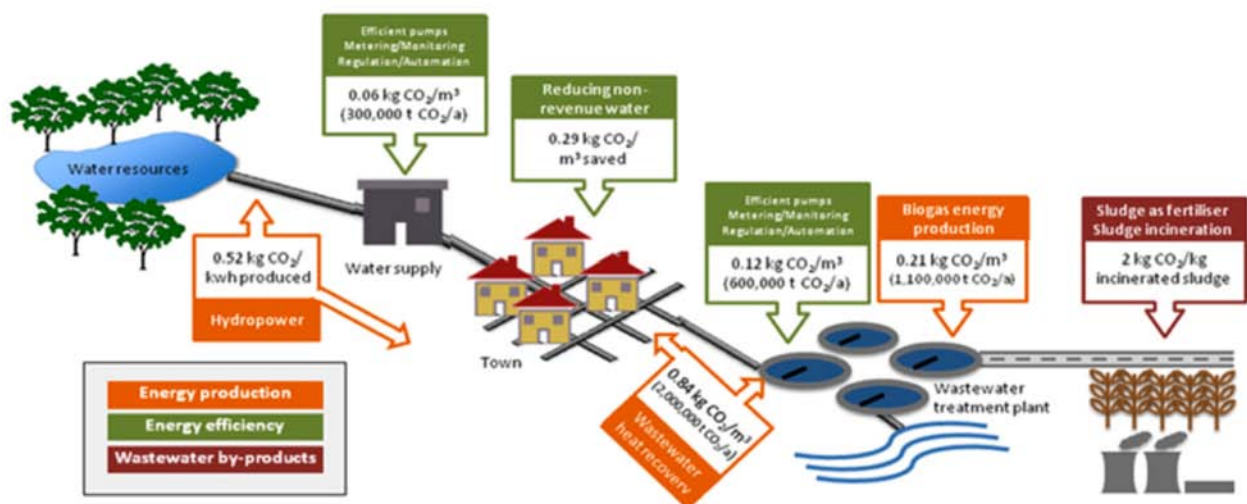 Efficient pumps
Metering/Monitoring
Regulation/Automation
0.06 kg CO₂/m³
(300,000 t CO₂/a)
Reducing non-
revenue water
0.29 kg CO₂/
m³ saved
Water resources
0.52 kg CO₂/
kwh produced
Hydropower
Water supply
Town
Efficient pumps
Metering/Monitoring
Regulation/Automation
0.12 kg CO₂/m³
(600,000 t CO₂/a)
Biogas energy
production
0.21 kg CO₂/m³
(1,100,000 t CO₂/a)
Sludge as fertiliser
Sludge incineration
2 kg CO₂/kg
incinerated sludge
0.84 kg CO₂/m³
(2,000,000 t CO₂/a)
Wastewater
heat recovery
Wastewater
treatment plant
Energy production
Energy efficiency
Wastewater by-products